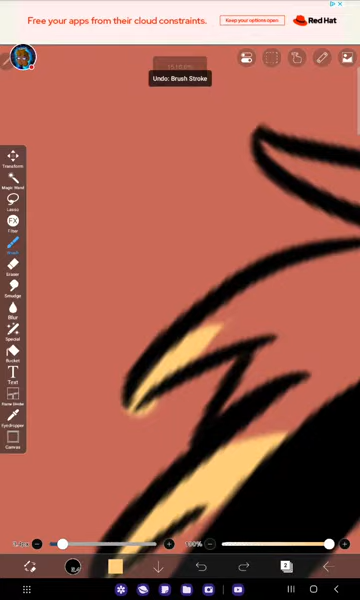 Free your apps from their cloud constraints.
Keep your options open.
Red Hat
Undo: Brush Stroke
Transform
Magic Wand
Lasso
FX
Filter
Brush
Eraser
Smudge
Blur
Special
Bucket
T
Text
Frame Divider
Eyedropper
Canvas
100%
2